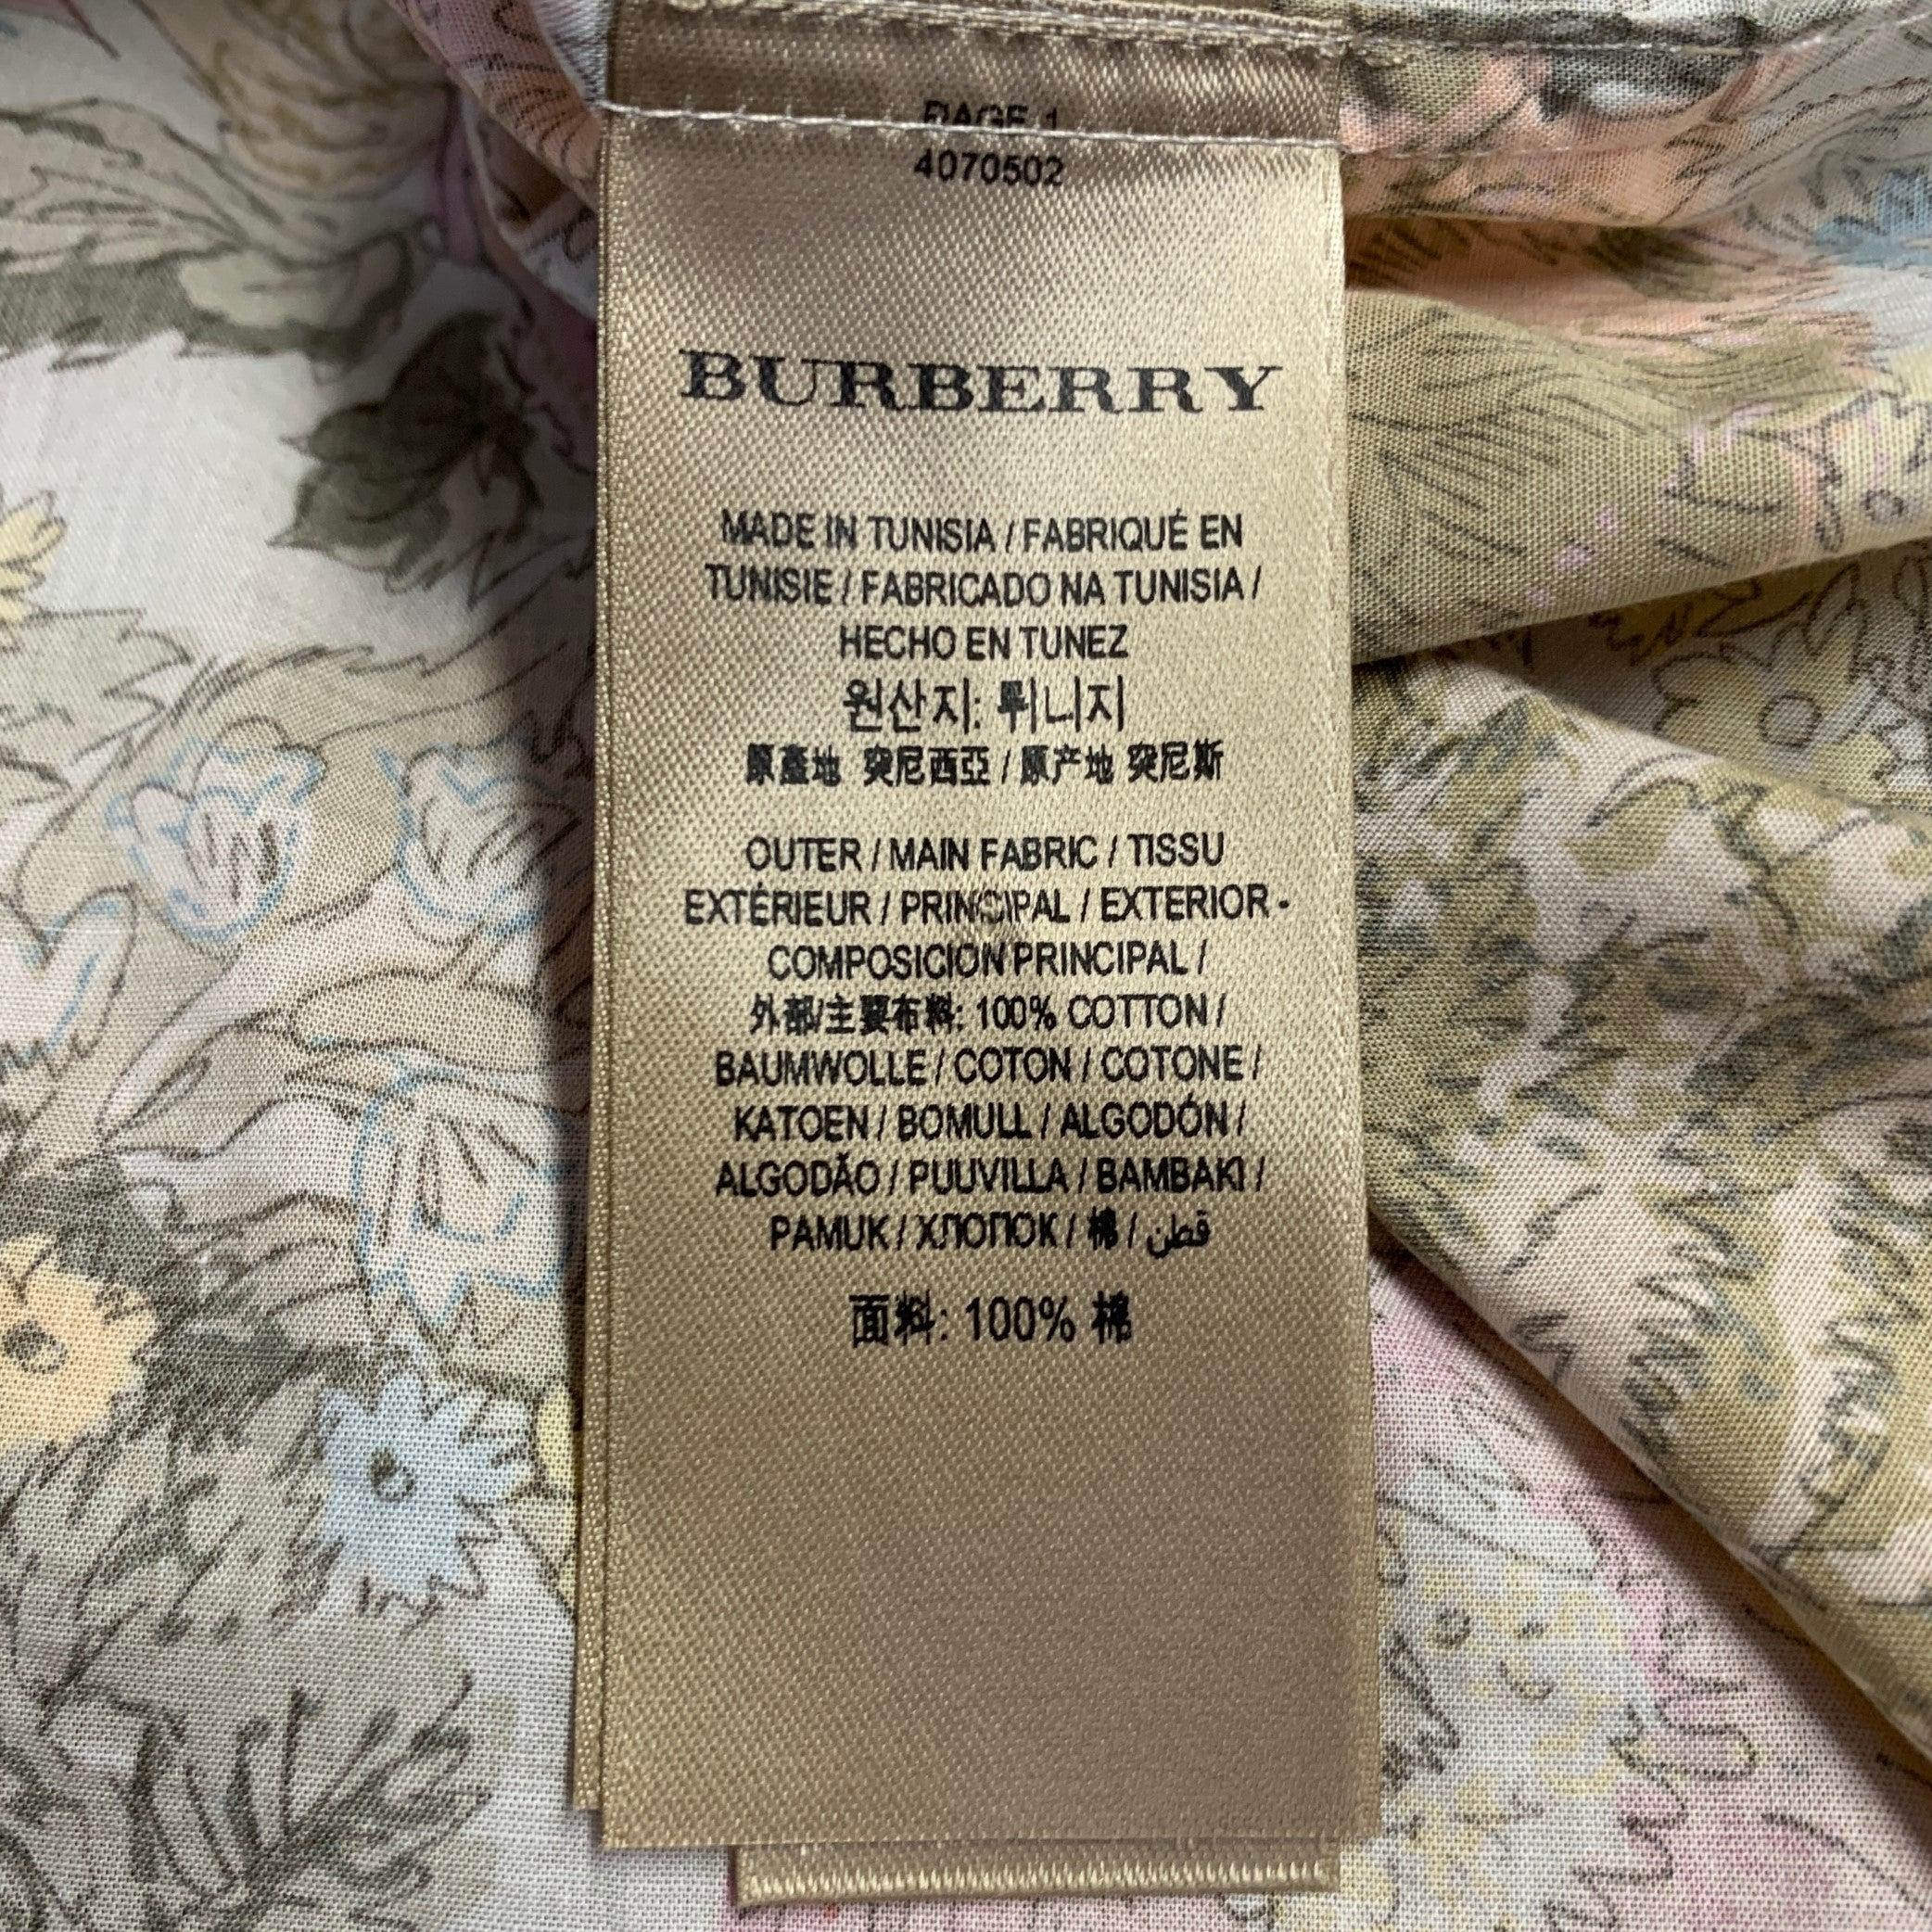 PAGE 1
4070502
BURBERRY
MADE IN TUNISIA / FABRIQUÉ EN
TUNISIE / FABRICADO NA TUNISIA /
HECHO EN TUNEZ
원산지: 튀니지
原產地 突尼西亞 / 原产地 突尼斯
OUTER / MAIN FABRIC / TISSU
EXTÉRIEUR / PRINCIPAL / EXTERIOR -
COMPOSICION PRINCIPAL /
外部/主要布料: 100% COTTON /
BAUMWOLLE / COTON / COTONE /
KATOEN / BOMULL / ALGODÓN /
ALGODÃO / PUUVILLA / BAMBAKI /
PAMUK / ХЛОПОК / 棉 / قطن
面料: 100% 棉